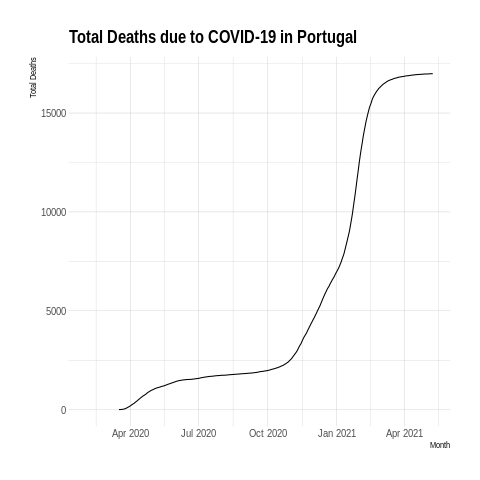 Total Deaths due to COVID-19 in Portugal
Total Deaths
15000
10000
5000
0
Apr 2020 Jul 2020 Oct 2020 Jan 2021 Apr 2021
Month